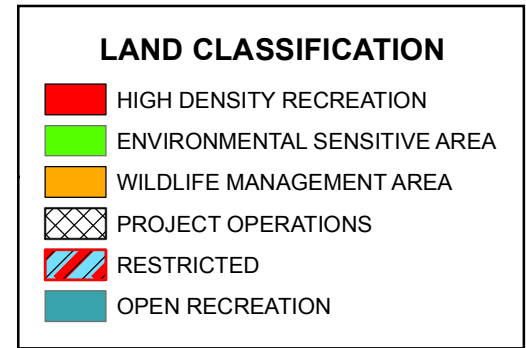 LAND CLASSIFICATION
HIGH DENSITY RECREATION
ENVIRONMENTAL SENSITIVE AREA
WILDLIFE MANAGEMENT AREA
PROJECT OPERATIONS
RESTRICTED
OPEN RECREATION